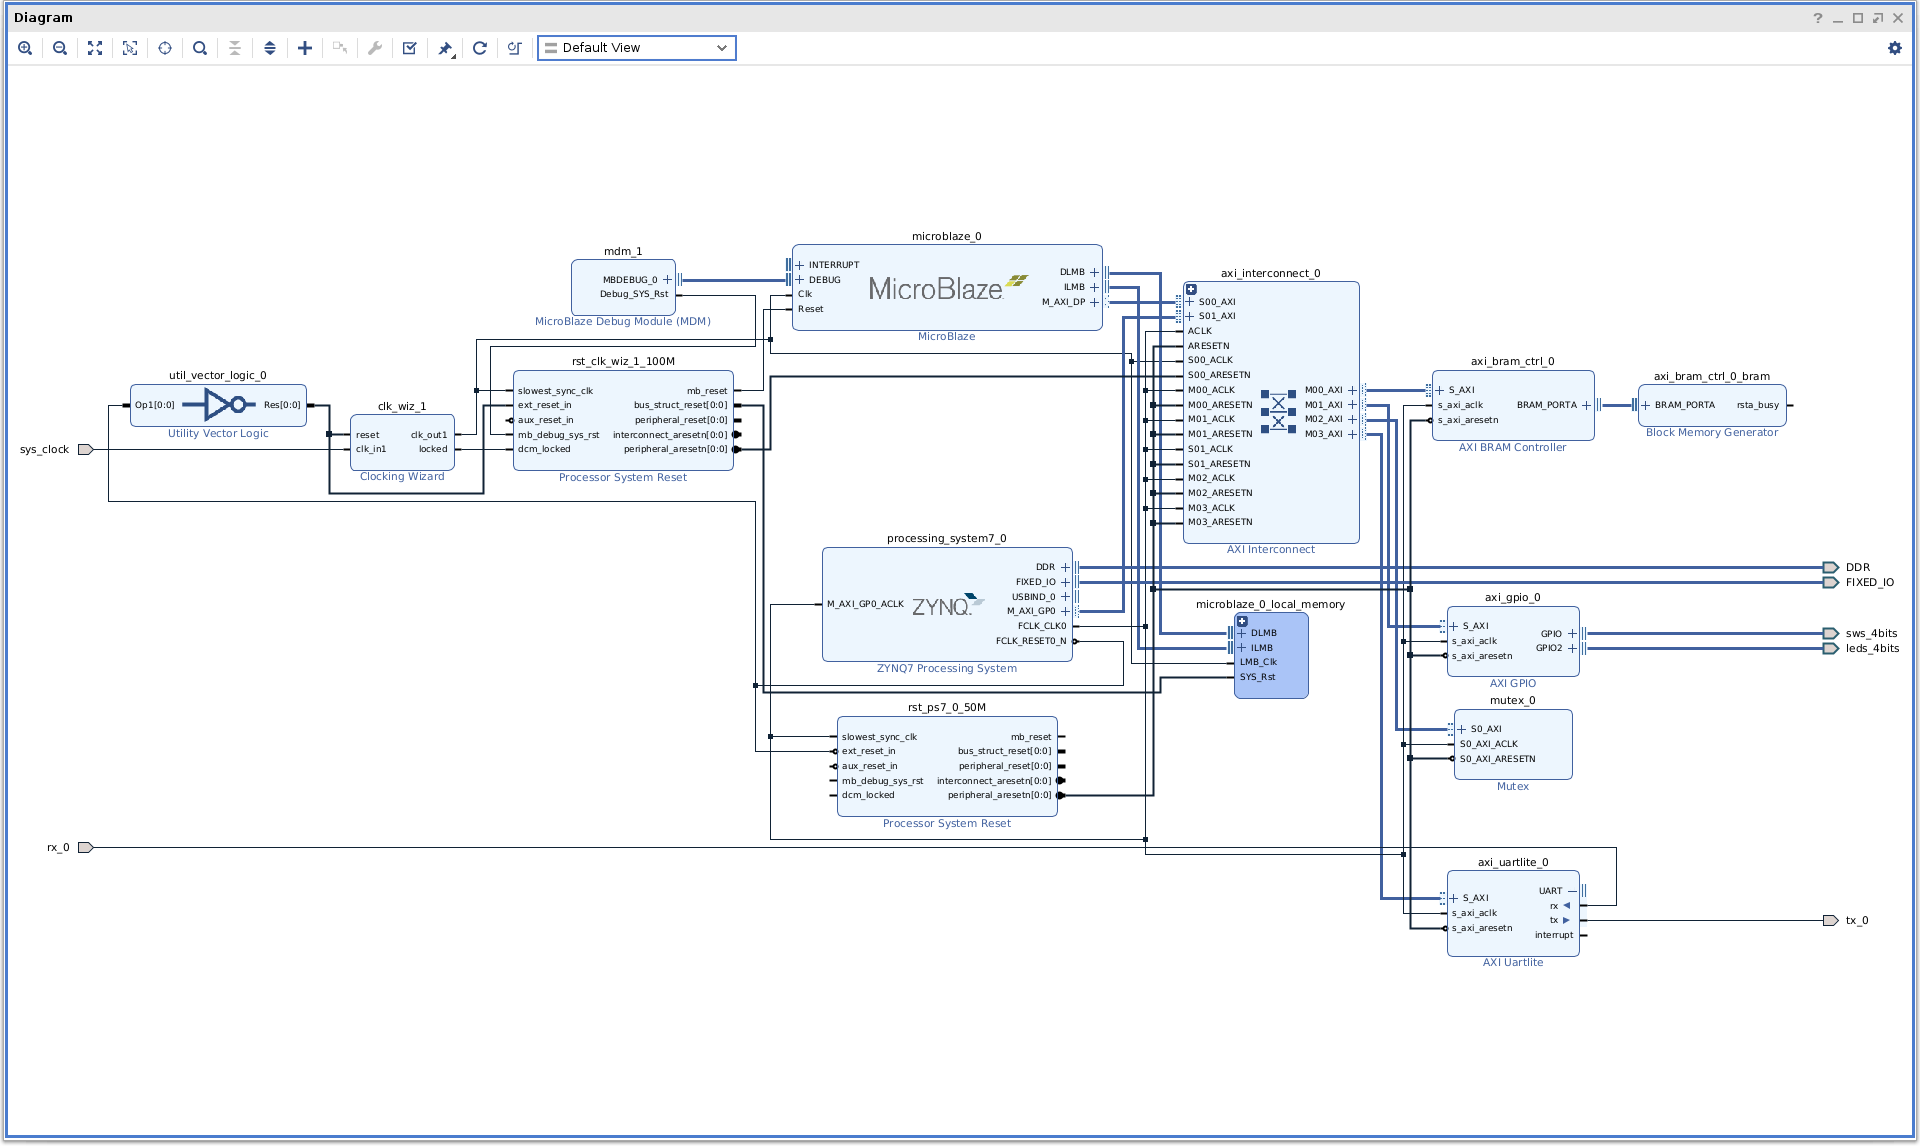 Diagram
Default View
mdm_1
MBDEBUG_0
Debug_SYS_Rst
MicroBlaze Debug Module (MDM)
microblaze_0
INTERRUPT
DEBUG
Clk
Reset
MicroBlaze
DLMB
ILMB
M_AXI_DP
MicroBlaze
axi_interconnect_0
S00_AXI
S01_AXI
ACLK
ARESETN
S00_ACLK
S00_ARESETN
M00_ACLK
M00_ARESETN
M01_ACLK
M01_ARESETN
S01_ACLK
S01_ARESETN
M02_ACLK
M02_ARESETN
M03_ACLK
M03_ARESETN
M00_AXI
M01_AXI
M02_AXI
M03_AXI
AXI Interconnect
util_vector_logic_0
Op1[0:0]
Res[0:0]
Utility Vector Logic
sys_clock
clk_wiz_1
reset
clk_in1
clk_out1
locked
Clocking Wizard
rst_clk_wiz_1_100M
slowest_sync_clk
ext_reset_in
aux_reset_in
mb_debug_sys_rst
dcm_locked
mb_reset
bus_struct_reset[0:0]
peripheral_reset[0:0]
interconnect_aresetn[0:0]
peripheral_aresetn[0:0]
Processor System Reset
axi_bram_ctrl_0
S_AXI
s_axi_aclk
s_axi_aresetn
BRAM_PORTA
AXI BRAM Controller
axi_bram_ctrl_0_bram
BRAM_PORTA
rsta_busy
Block Memory Generator
processing_system7_0
M_AXI_GP0_ACLK
ZYNQ
DDR
FIXED_IO
USBIND_0
M_AXI_GP0
FCLK_CLK0
FCLK_RESET0_N
ZYNQ7 Processing System
DDR
FIXED_IO
microblaze_0_local_memory
DLMB
ILMB
LMB_Clk
SYS_Rst
axi_gpio_0
S_AXI
s_axi_aclk
s_axi_aresetn
GPIO
GPIO2
AXI GPIO
sws_4bits
leds_4bits
mutex_0
S0_AXI
S0_AXI_ACLK
S0_AXI_ARESETN
Mutex
rst_ps7_0_50M
slowest_sync_clk
ext_reset_in
aux_reset_in
mb_debug_sys_rst
dcm_locked
mb_reset
bus_struct_reset[0:0]
peripheral_reset[0:0]
interconnect_aresetn[0:0]
peripheral_aresetn[0:0]
Processor System Reset
rx_0
axi_uartlite_0
S_AXI
s_axi_aclk
s_axi_aresetn
UART
rx
tx
interrupt
AXI Uartlite
tx_0